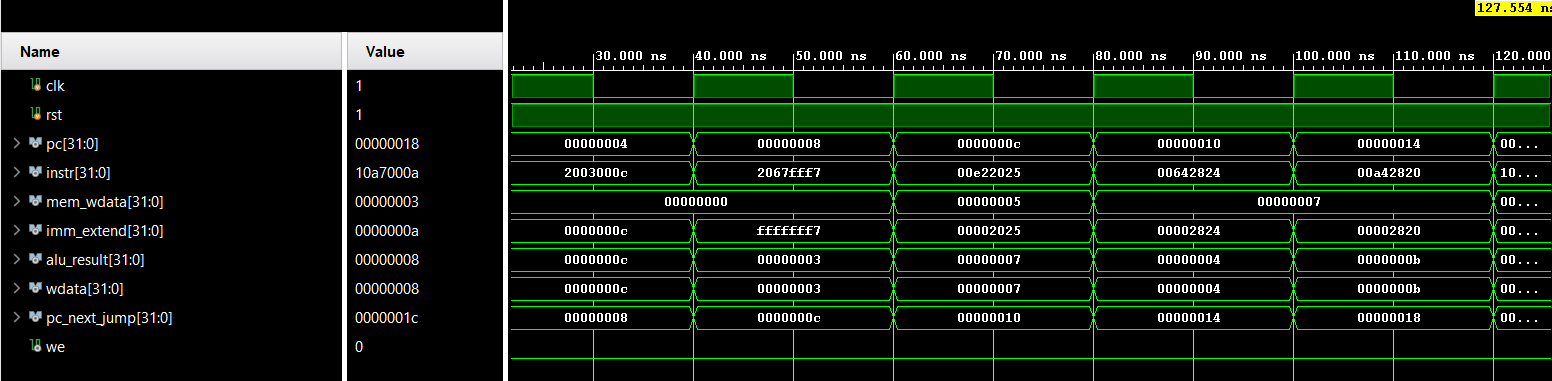 127.554 ns
Name Value 30.000 ns 40.000 ns 50.000 ns 60.000 ns 70.000 ns 80.000 ns 90.000 ns 100.000 ns 110.000 ns 120.000
clk 1
rst 1
pc[31:0] 00000018 00000004 00000008 0000000c 00000010 00000014 00...
instr[31:0] 10a7000a 2003000c 2067fff7 00e22025 00642824 00a42820 10...
mem_wdata[31:0] 00000003 00000000 00000005 00000007 00...
imm_extend[31:0] 0000000a 0000000c fffffff7 00002025 00002824 00002820 00...
alu_result[31:0] 00000008 0000000c 00000003 00000007 00000004 0000000b 00...
wdata[31:0] 00000008 0000000c 00000003 00000007 00000004 0000000b 00...
pc_next_jump[31:0] 0000001c 00000008 0000000c 00000010 00000014 00000018 00...
we 0